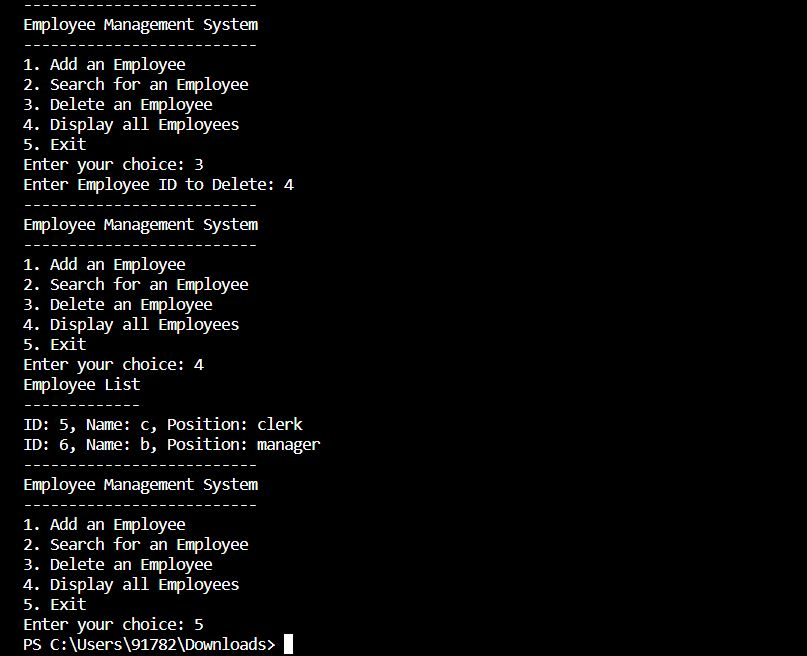 --------------------------
Employee Management System
--------------------------
1. Add an Employee
2. Search for an Employee
3. Delete an Employee
4. Display all Employees
5. Exit
Enter your choice: 3
Enter Employee ID to Delete: 4
--------------------------
Employee Management System
--------------------------
1. Add an Employee
2. Search for an Employee
3. Delete an Employee
4. Display all Employees
5. Exit
Enter your choice: 4
Employee List
-------------
ID: 5, Name: c, Position: clerk
ID: 6, Name: b, Position: manager
--------------------------
Employee Management System
--------------------------
1. Add an Employee
2. Search for an Employee
3. Delete an Employee
4. Display all Employees
5. Exit
Enter your choice: 5
PS C:\Users\91782\Downloads>